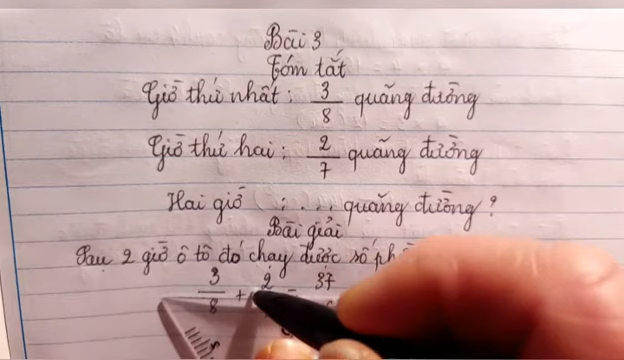 Bài 3
Tóm tắt
Giờ thứ nhất : 3/8 quãng đường
Giờ thứ hai : 2/7 quãng đường
Hai giờ : ... quãng đường ?
Bài giải
Sau 2 giờ ô tô đó chạy được số
3/8 + 2 = 37